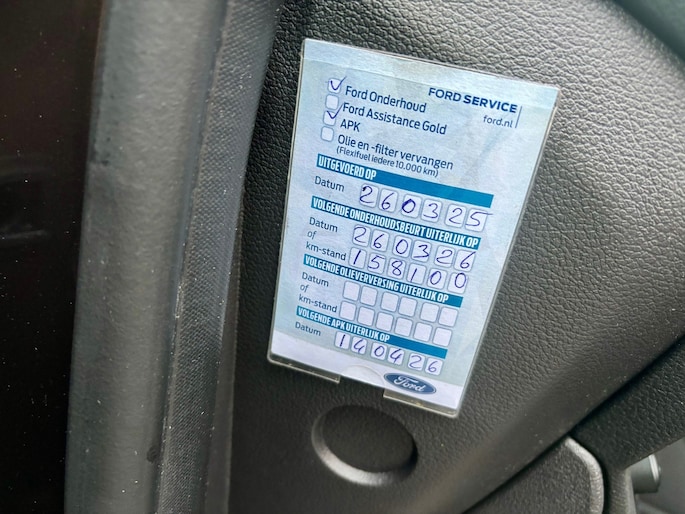 FORD SERVICE
ford.nl
Ford Onderhoud
Ford Assistance Gold
APK
Olie en -filter vervangen
(Flexifuel iedere 10.000 km)
UITGEVOERD OP
Datum 260325
VOLGENDE ONDERHOUDSBEURT UITERLIJK OP
Datum 260326
of
km-stand 158100
VOLGENDE OLIEVERVERSING UITERLIJK OP
Datum
of
km-stand
VOLGENDE APK UITERLIJK OP
Datum 140426
Ford